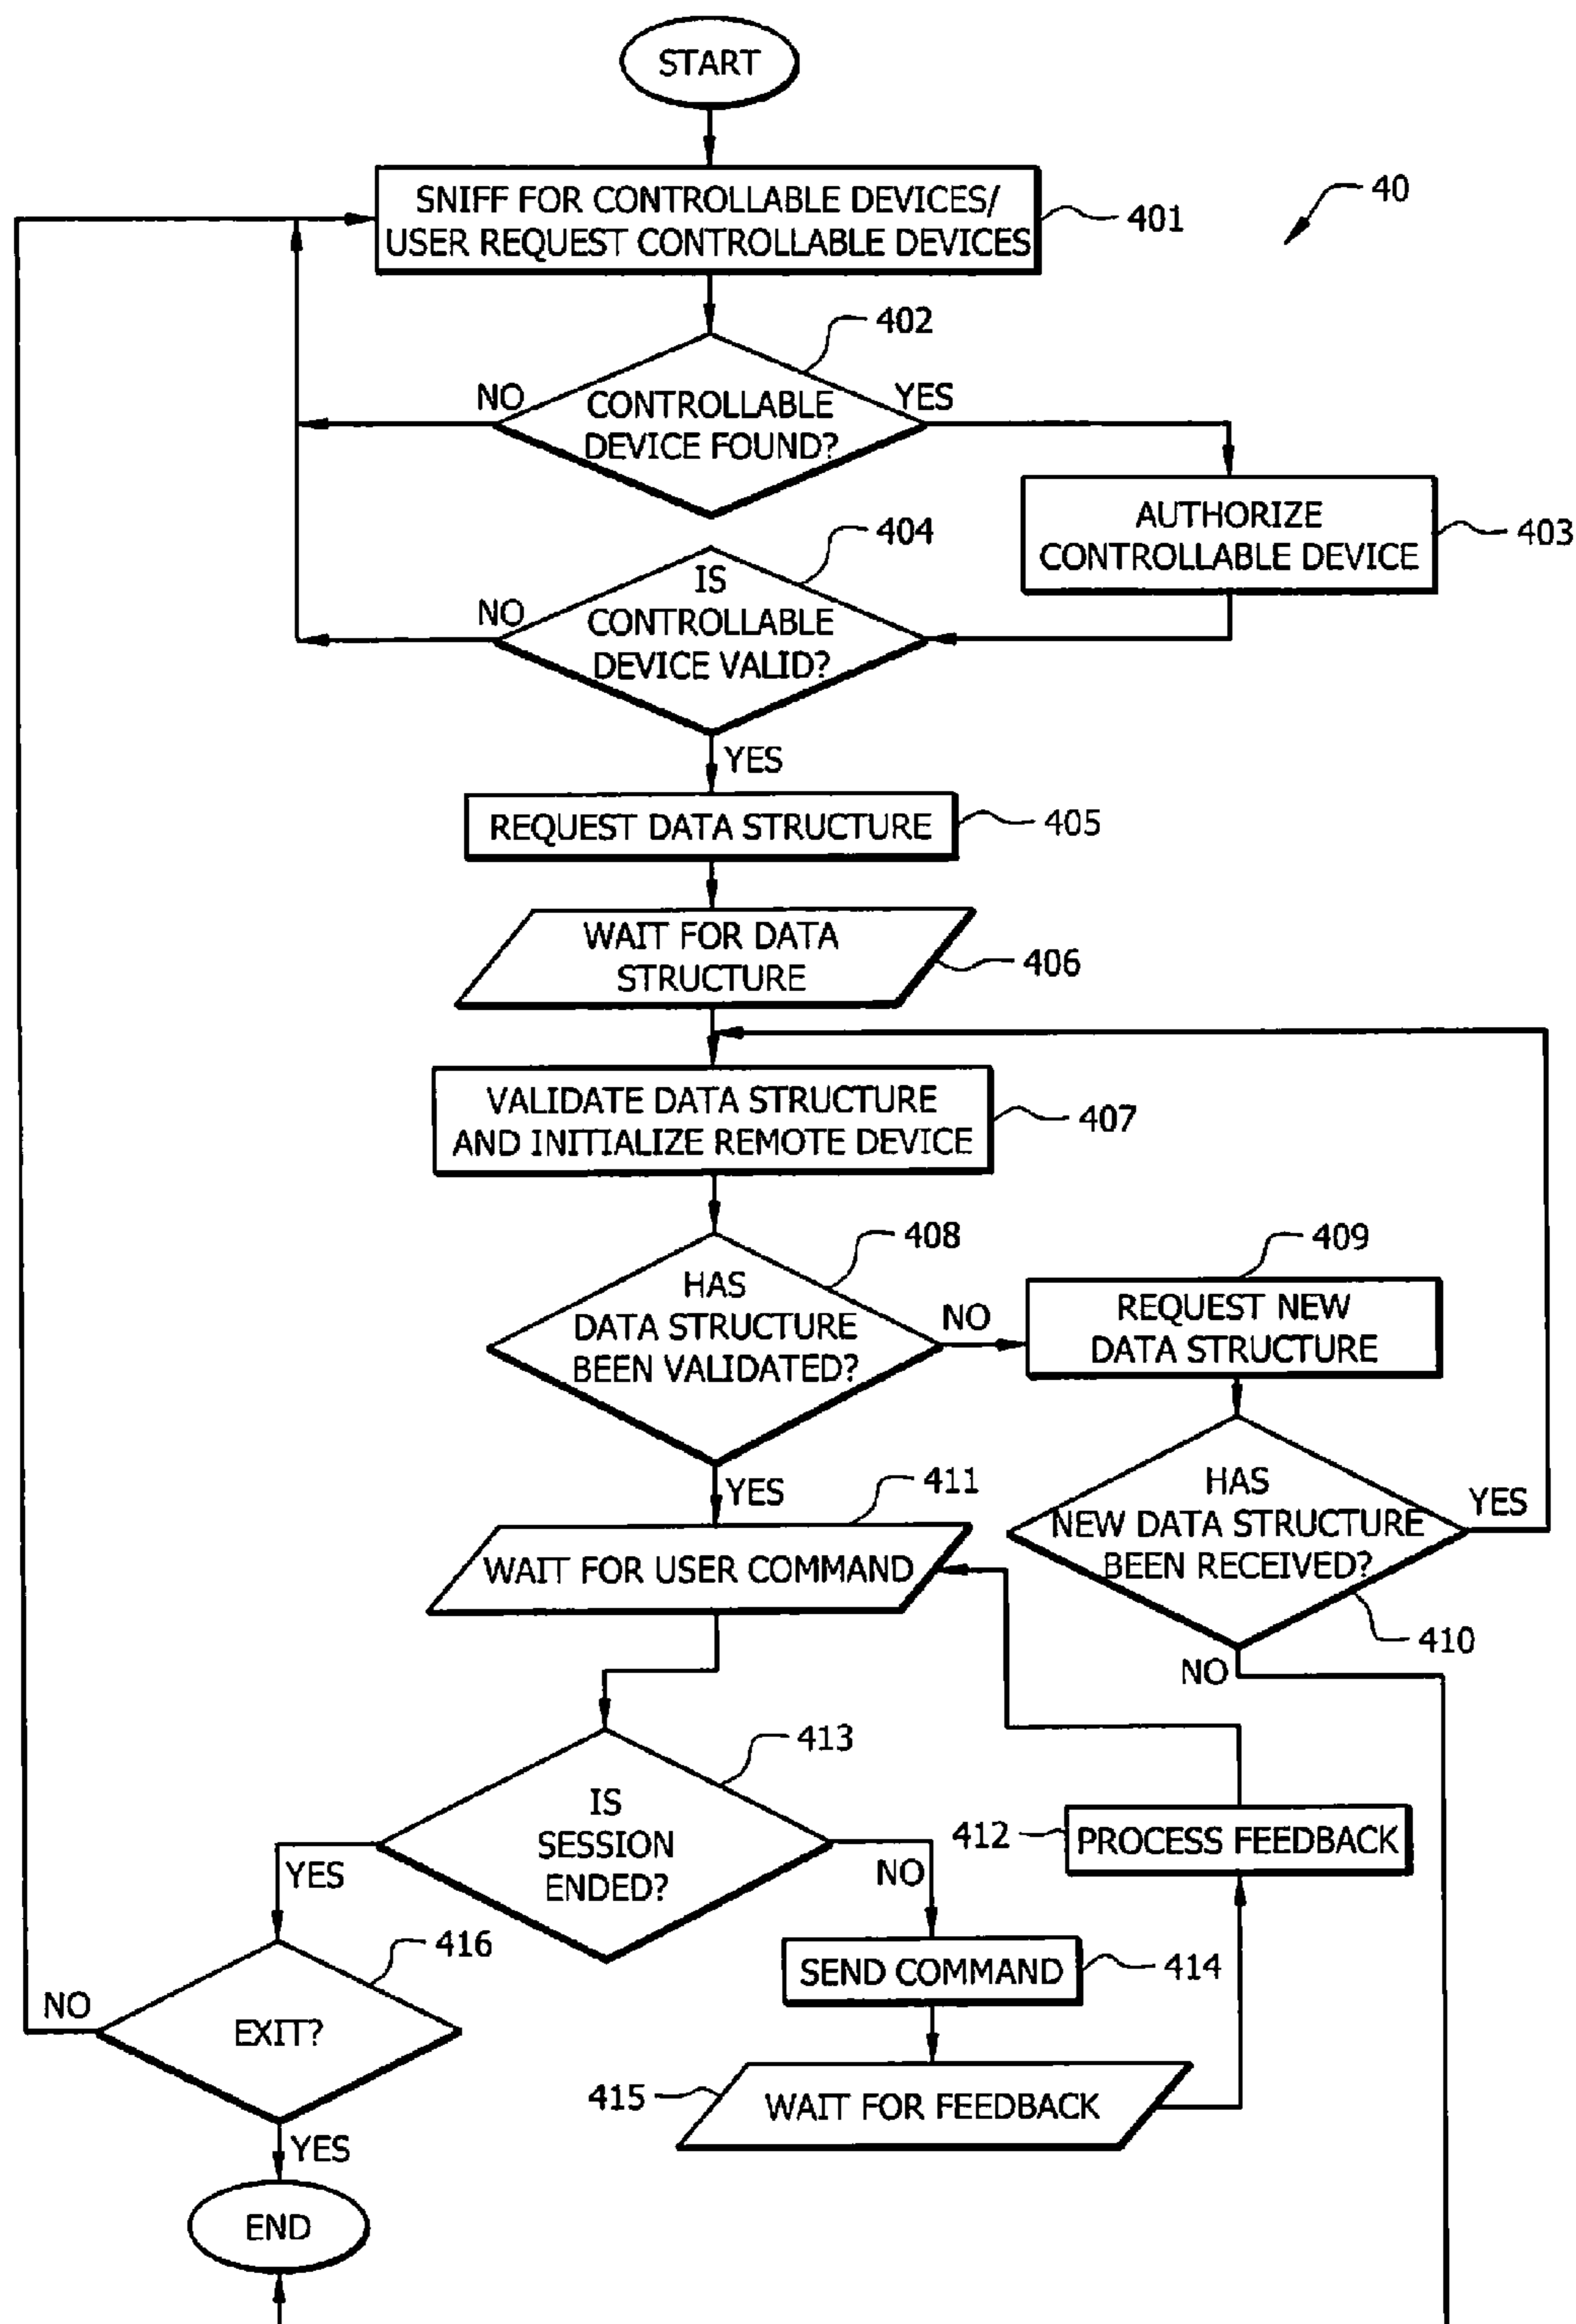 START
SNIFF FOR CONTROLLABLE DEVICES/
USER REQUEST CONTROLLABLE DEVICES
401
40
402
NO
CONTROLLABLE
DEVICE FOUND?
YES
AUTHORIZE
CONTROLLABLE DEVICE
403
404
NO
IS
CONTROLLABLE
DEVICE VALID?
YES
REQUEST DATA STRUCTURE
405
WAIT FOR DATA
STRUCTURE
406
VALIDATE DATA STRUCTURE
AND INITIALIZE REMOTE DEVICE
407
408
HAS
DATA STRUCTURE
BEEN VALIDATED?
NO
409
REQUEST NEW
DATA STRUCTURE
YES
HAS
NEW DATA STRUCTURE
BEEN RECEIVED?
YES
410
NO
411
WAIT FOR USER COMMAND
413
IS
SESSION
ENDED?
YES
NO
412
PROCESS FEEDBACK
SEND COMMAND
414
415
WAIT FOR FEEDBACK
416
NO
EXIT?
YES
END